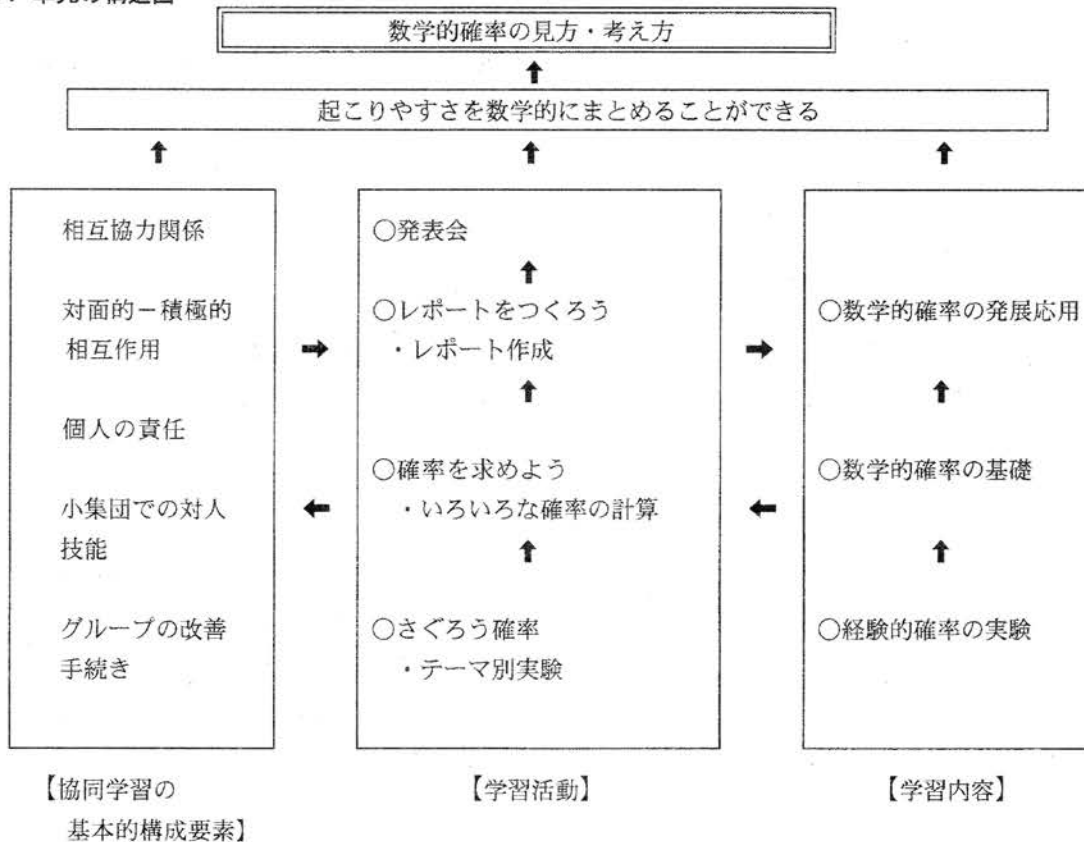 単元の構造図
数学的確率の見方・考え方
起こりやすさを数学的にまとめることができる
相互協力関係
対面的－積極的
相互作用
個人の責任
小集団での対人
技能
グループの改善
手続き
【協同学習の
基本的構成要素】
○発表会
○レポートをつくろう
・レポート作成
○確率を求めよう
・いろいろな確率の計算
○さぐろう確率
・テーマ別実験
【学習活動】
○数学的確率の発展応用
○数学的確率の基礎
○経験的確率の実験
【学習内容】